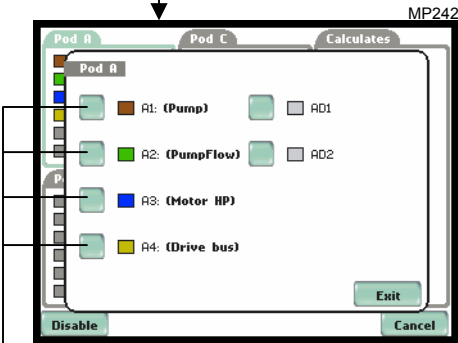 MP242
Pod A Pod C Calculates
Pod A
A1: (Pump) AD1
A2: (PumpFlow) AD2
A3: (Motor HP)
A4: (Drive bus)
P
Exit
Disable Cancel